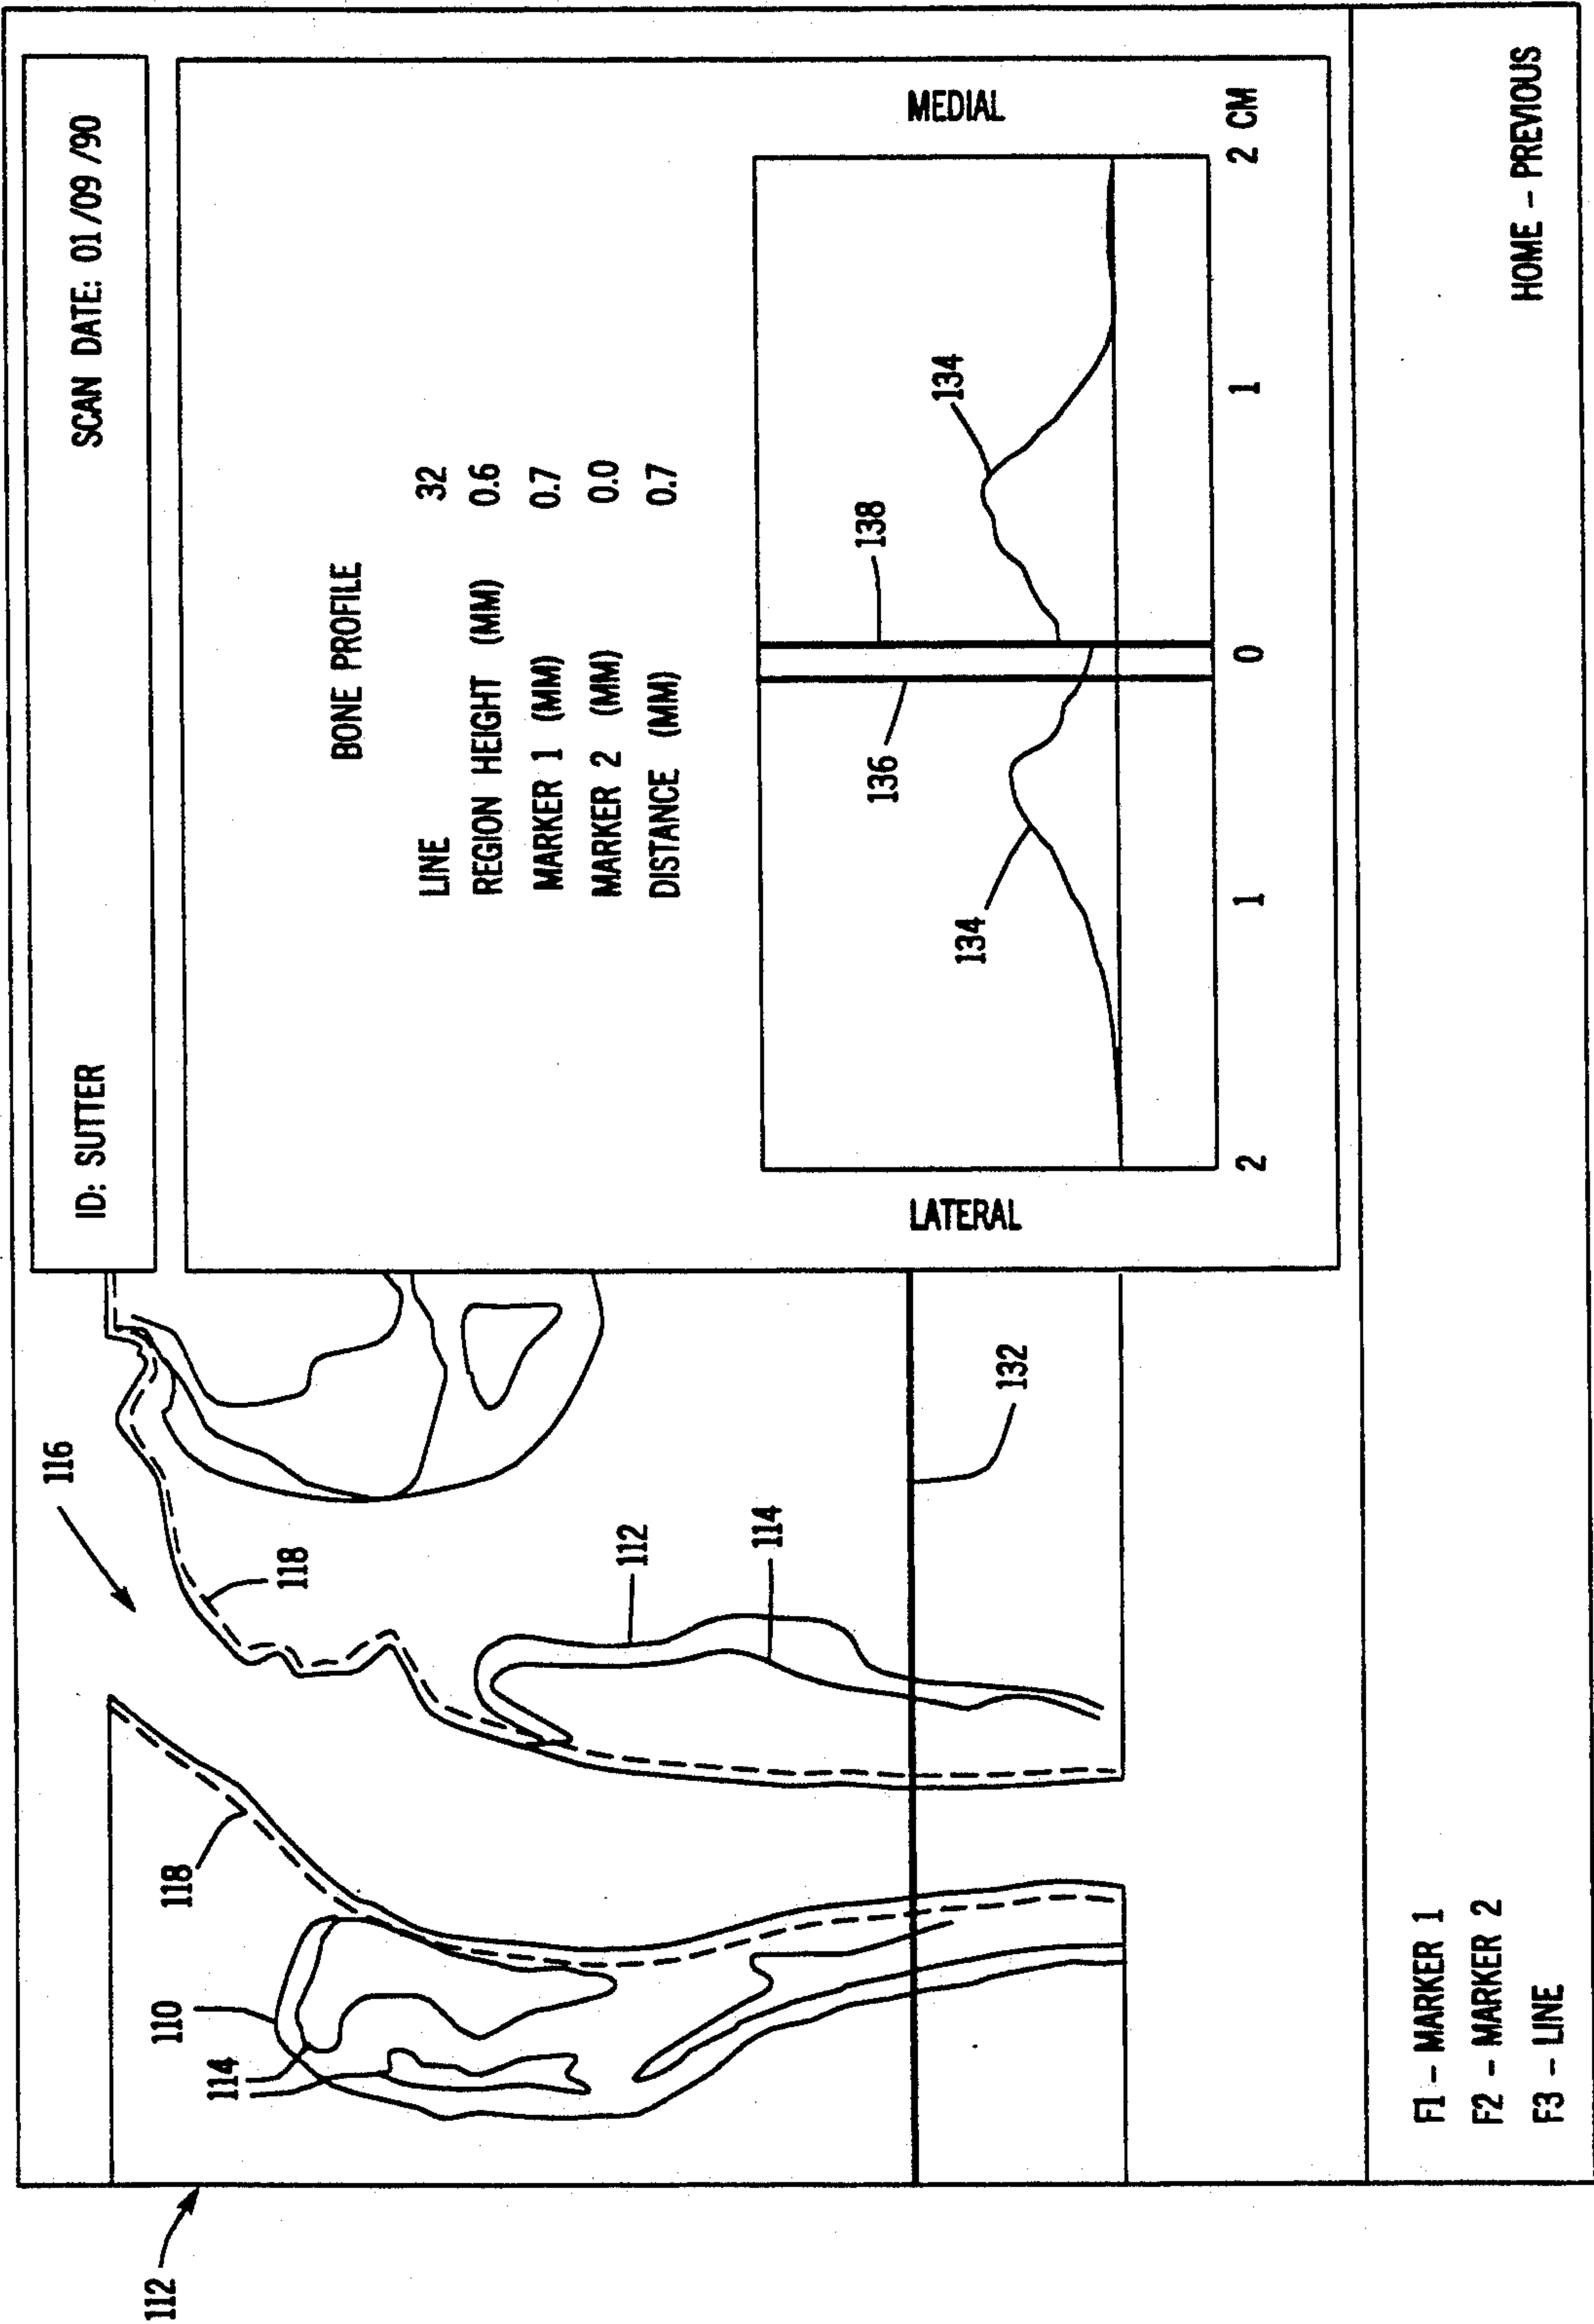 112
ID: SUTTER SCAN DATE: 01/09/90
116
118
118
110
114
112
114
132
BONE PROFILE
LINE 32
REGION HEIGHT (MM) 0.6
MARKER 1 (MM) 0.7
MARKER 2 (MM) 0.0
DISTANCE (MM) 0.7
138
136
134
134
LATERAL MEDIAL
2 1 0 1 2 CM
F1 - MARKER 1
F2 - MARKER 2
F3 - LINE
HOME - PREVIOUS